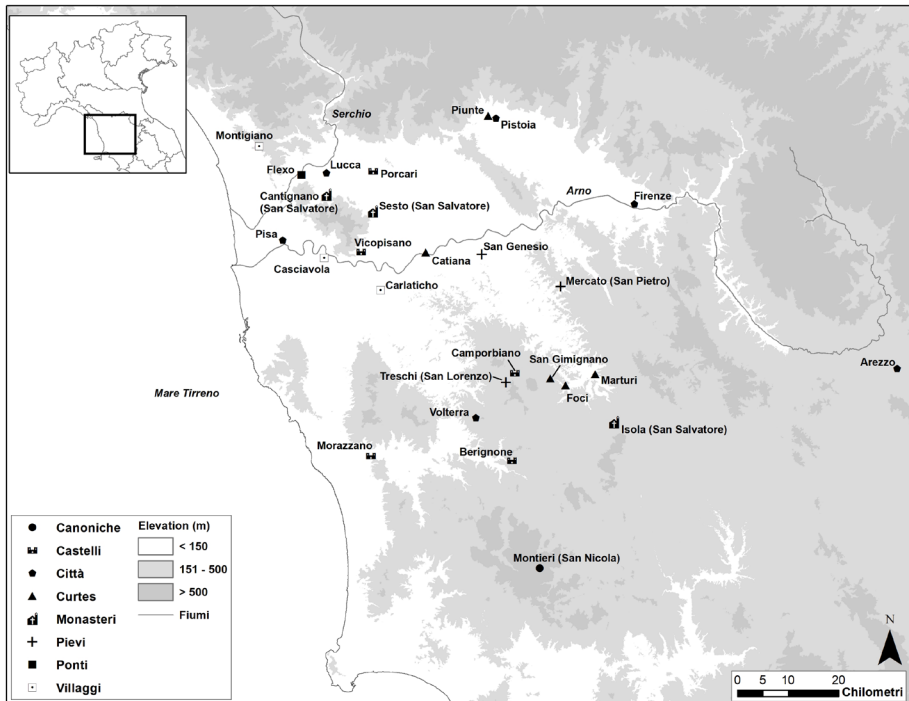 Serchio
Piunte
Pistoia
Montigiano
Flexo
Lucca
Porcari
Cantignano
(San Salvatore)
Sesto (San Salvatore)
Arno
Firenze
Pisa
Vicopisano
San Genesio
Casciavola
Catiana
Carlaticho
Mercato (San Pietro)
Camporbiano
San Gimignano
Arezzo
Mare Tirreno
Treschi (San Lorenzo)
Marturi
Foci
Volterra
Isola (San Salvatore)
Morazzano
Berignone
Montieri (San Nicola)
Canoniche
Castelli
Città
Curtes
Monasteri
Pievi
Ponti
Villaggi
Elevation (m)
< 150
151 - 500
> 500
Fiumi
N
0 5 10 20
Chilometri